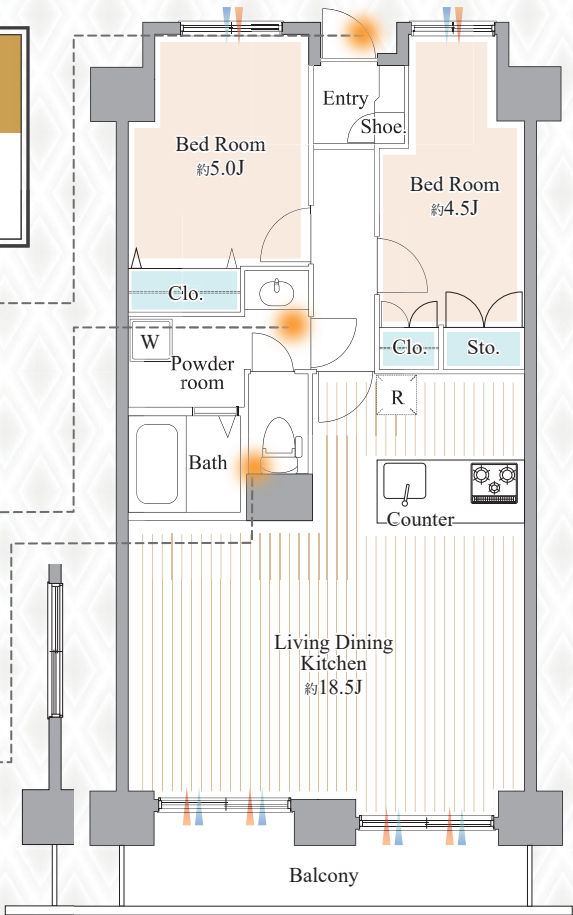 Entry
Shoe.
Bed Room
約5.0J
Bed Room
約4.5J
Clo.
W
Powder
room
Clo.
Sto.
R
Bath
Counter
Living Dining
Kitchen
約18.5J
Balcony